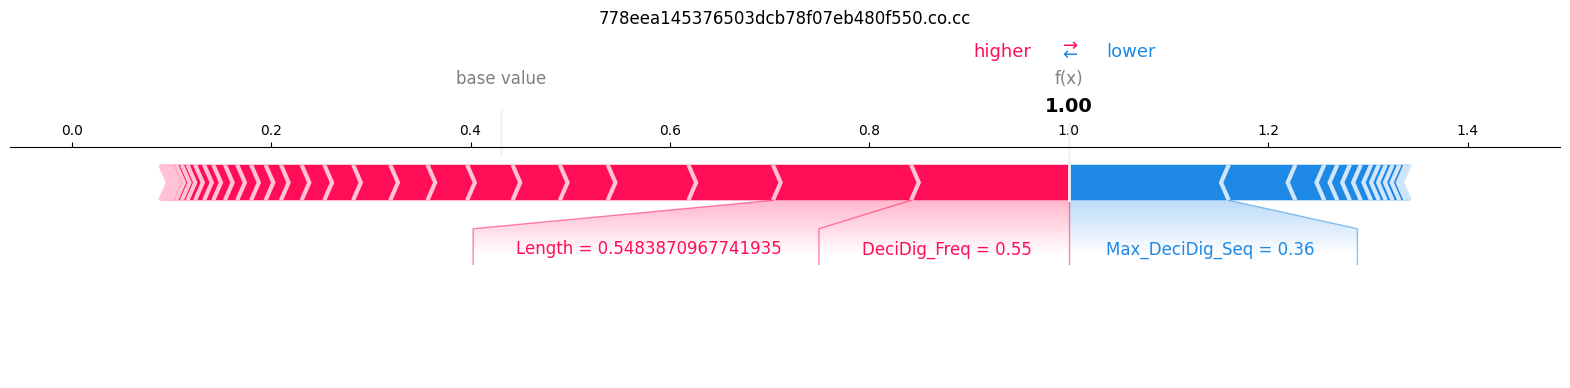 778eea145376503dcb78f07eb480f550.co.cc
higher → ← lower
base value f(x)
1.00
0.0 0.2 0.4 0.6 0.8 1.0 1.2 1.4
Length = 0.5483870967741935 DeciDig_Freq = 0.55 Max_DeciDig_Seq = 0.36